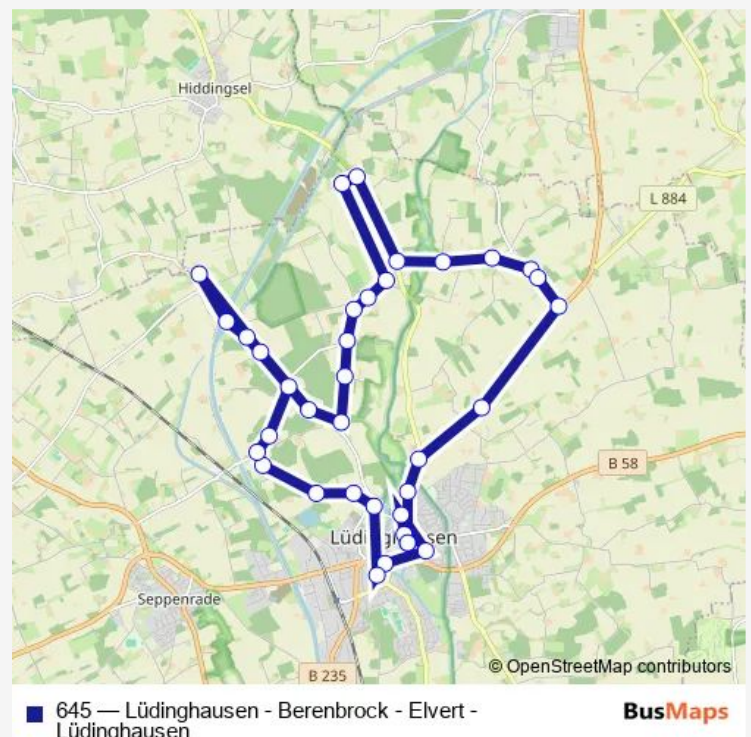 Hiddingsel
L 884
B 58
Lüdinghausen
Seppenrade
B 235
© OpenStreetMap contributors
645 — Lüdinghausen - Berenbrock - Elvert -
Lüdinghausen
BusMaps